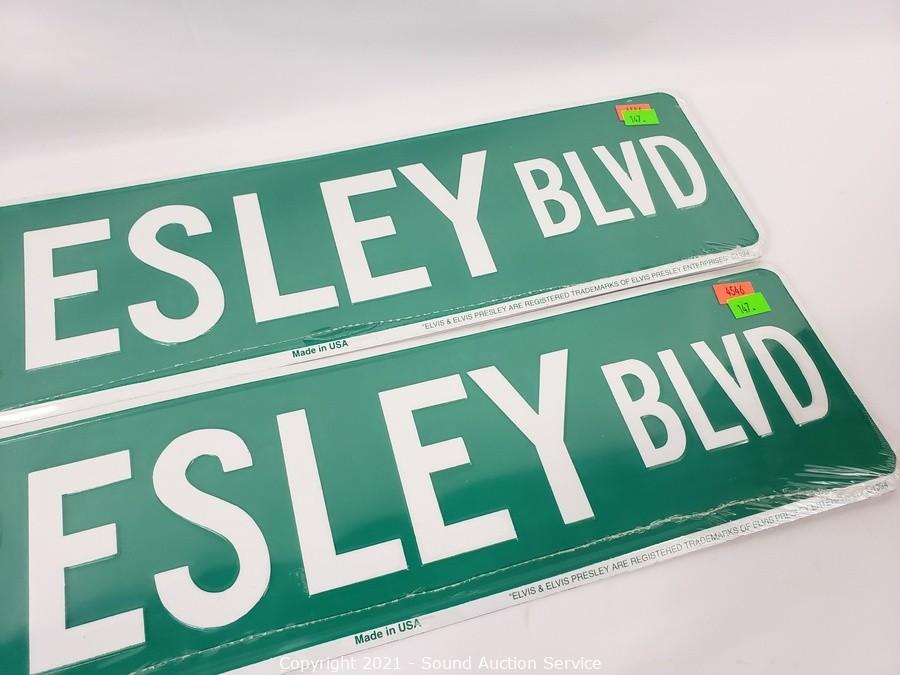 ESLEY BLVD
147.
*ELVIS & ELVIS PRESLEY ARE REGISTERED TRADEMARKS OF ELVIS PRESLEY ENTERPRISES
Made in USA
4546
147.
ESLEY BLVD
*ELVIS & ELVIS PRESLEY ARE REGISTERED TRADEMARKS OF ELVIS PRESLEY
Made in USA
Copyright 2021 - Sound Auction Service